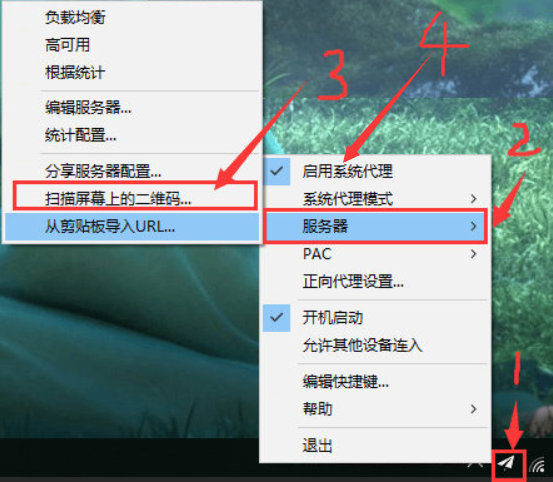 负载均衡
高可用
根据统计
编辑服务器...
统计配置...
分享服务器配置...
扫描屏幕上的二维码...
从剪贴板导入URL...
启用系统代理
系统代理模式
服务器
PAC
正向代理设置...
开机启动
允许其他设备连入
编辑快捷键...
帮助
退出
1
2
3
4